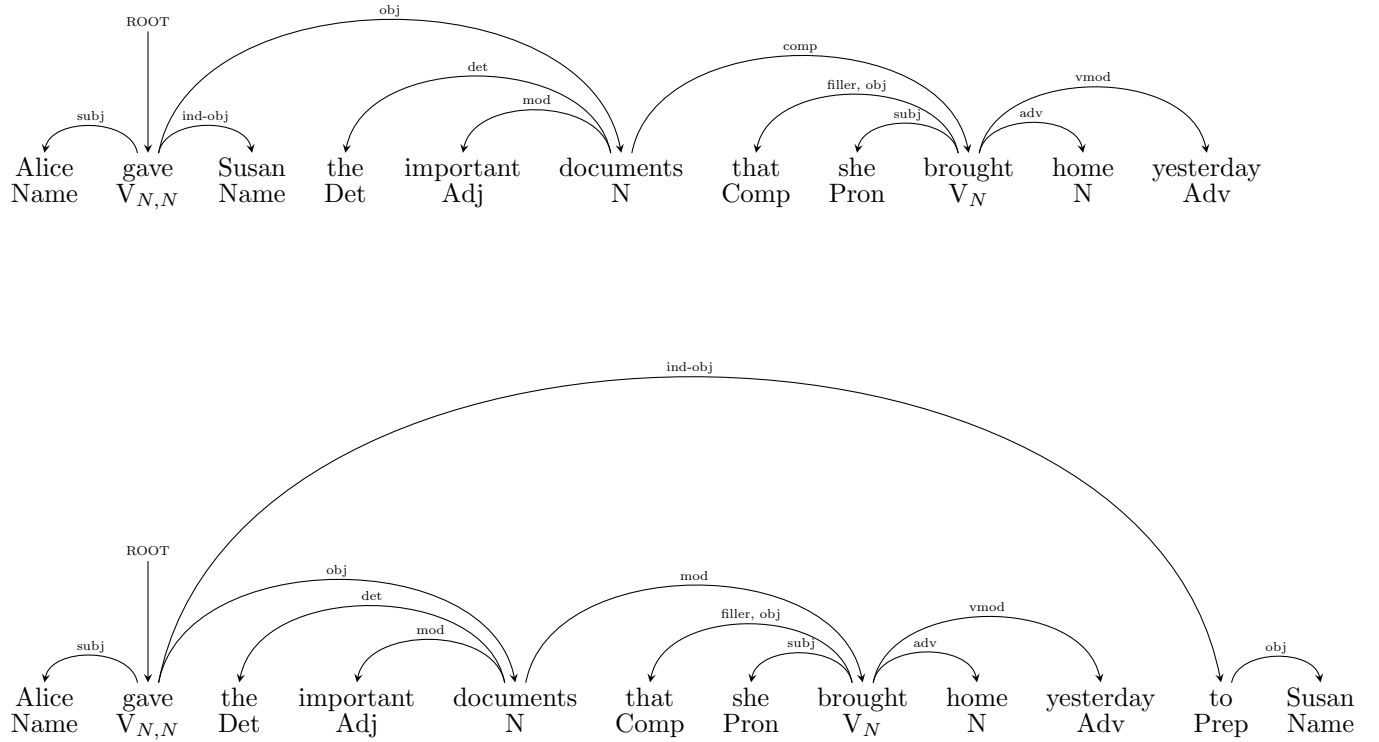 obj
ROOT
comp
det
vmod
filler, obj
mod
subj ind-obj subj adv
Alice gave Susan the important documents that she brought home yesterday
Name V_{N,N} Name Det Adj N Comp Pron V_N N Adv
ind-obj
ROOT
obj mod
det vmod
filler, obj
mod
subj subj adv obj
Alice gave the important documents that she brought home yesterday to Susan
Name V_{N,N} Det Adj N Comp Pron V_N N Adv Prep Name